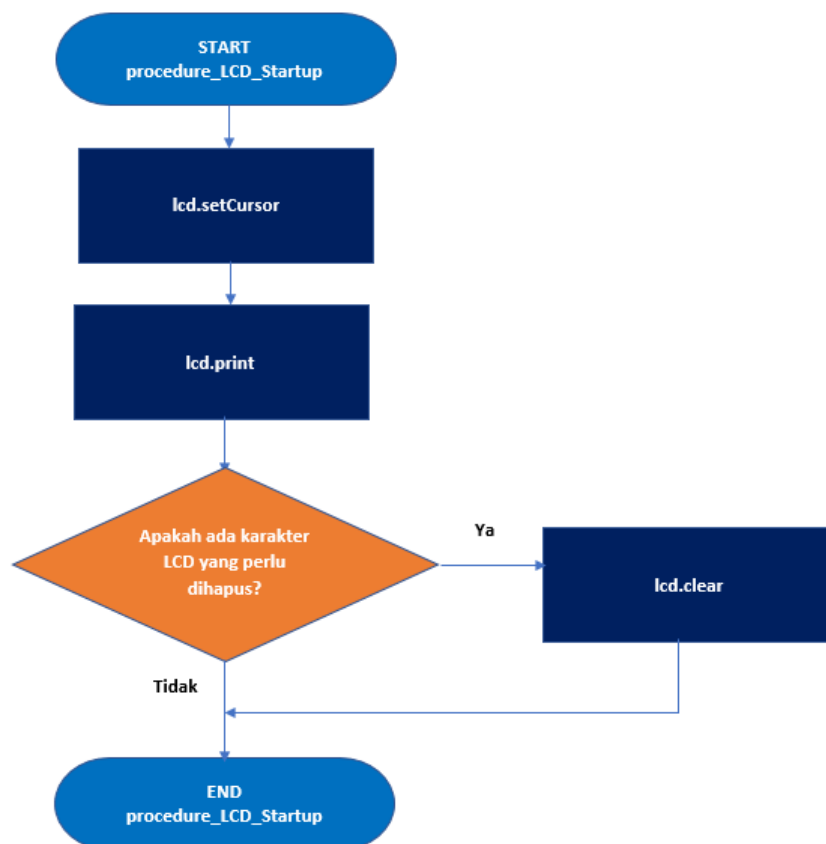 START
procedure_LCD_Startup
lcd.setCursor
lcd.print
Apakah ada karakter
LCD yang perlu
dihapus?
Ya
lcd.clear
Tidak
END
procedure_LCD_Startup